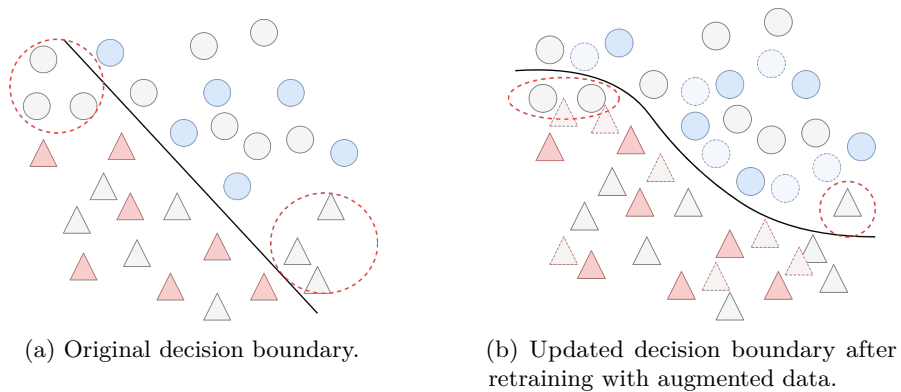 (a) Original decision boundary.
(b) Updated decision boundary after
retraining with augmented data.